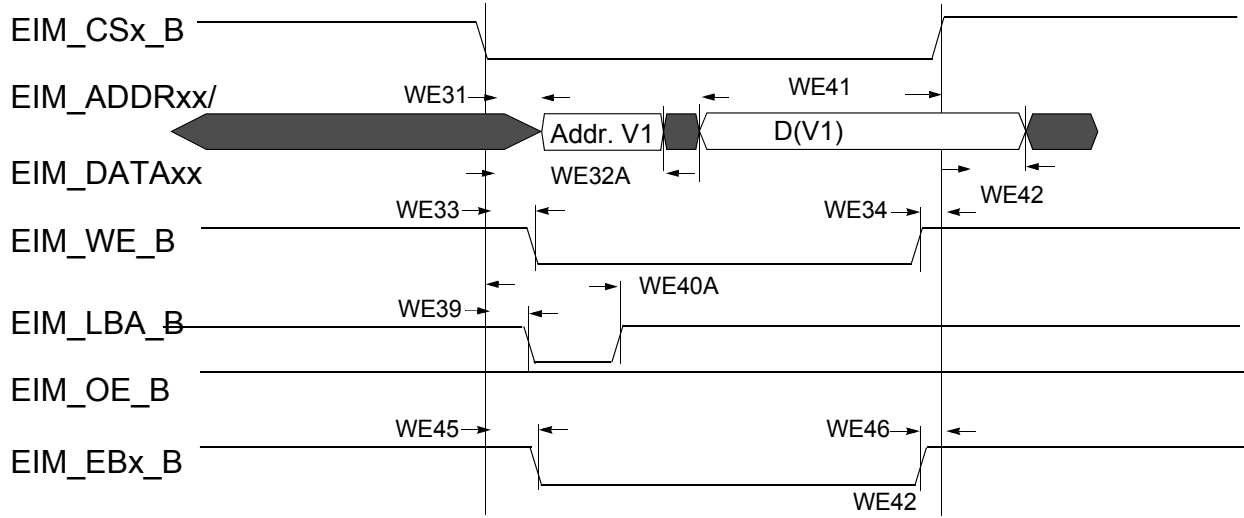 EIM_CSx_B
EIM_ADDRxx/
WE31
WE41
Addr. V1
D(V1)
EIM_DATAxx
WE32A
WE42
WE33
WE34
EIM_WE_B
WE40A
WE39
EIM_LBA_B
EIM_OE_B
WE45
WE46
EIM_EBx_B
WE42